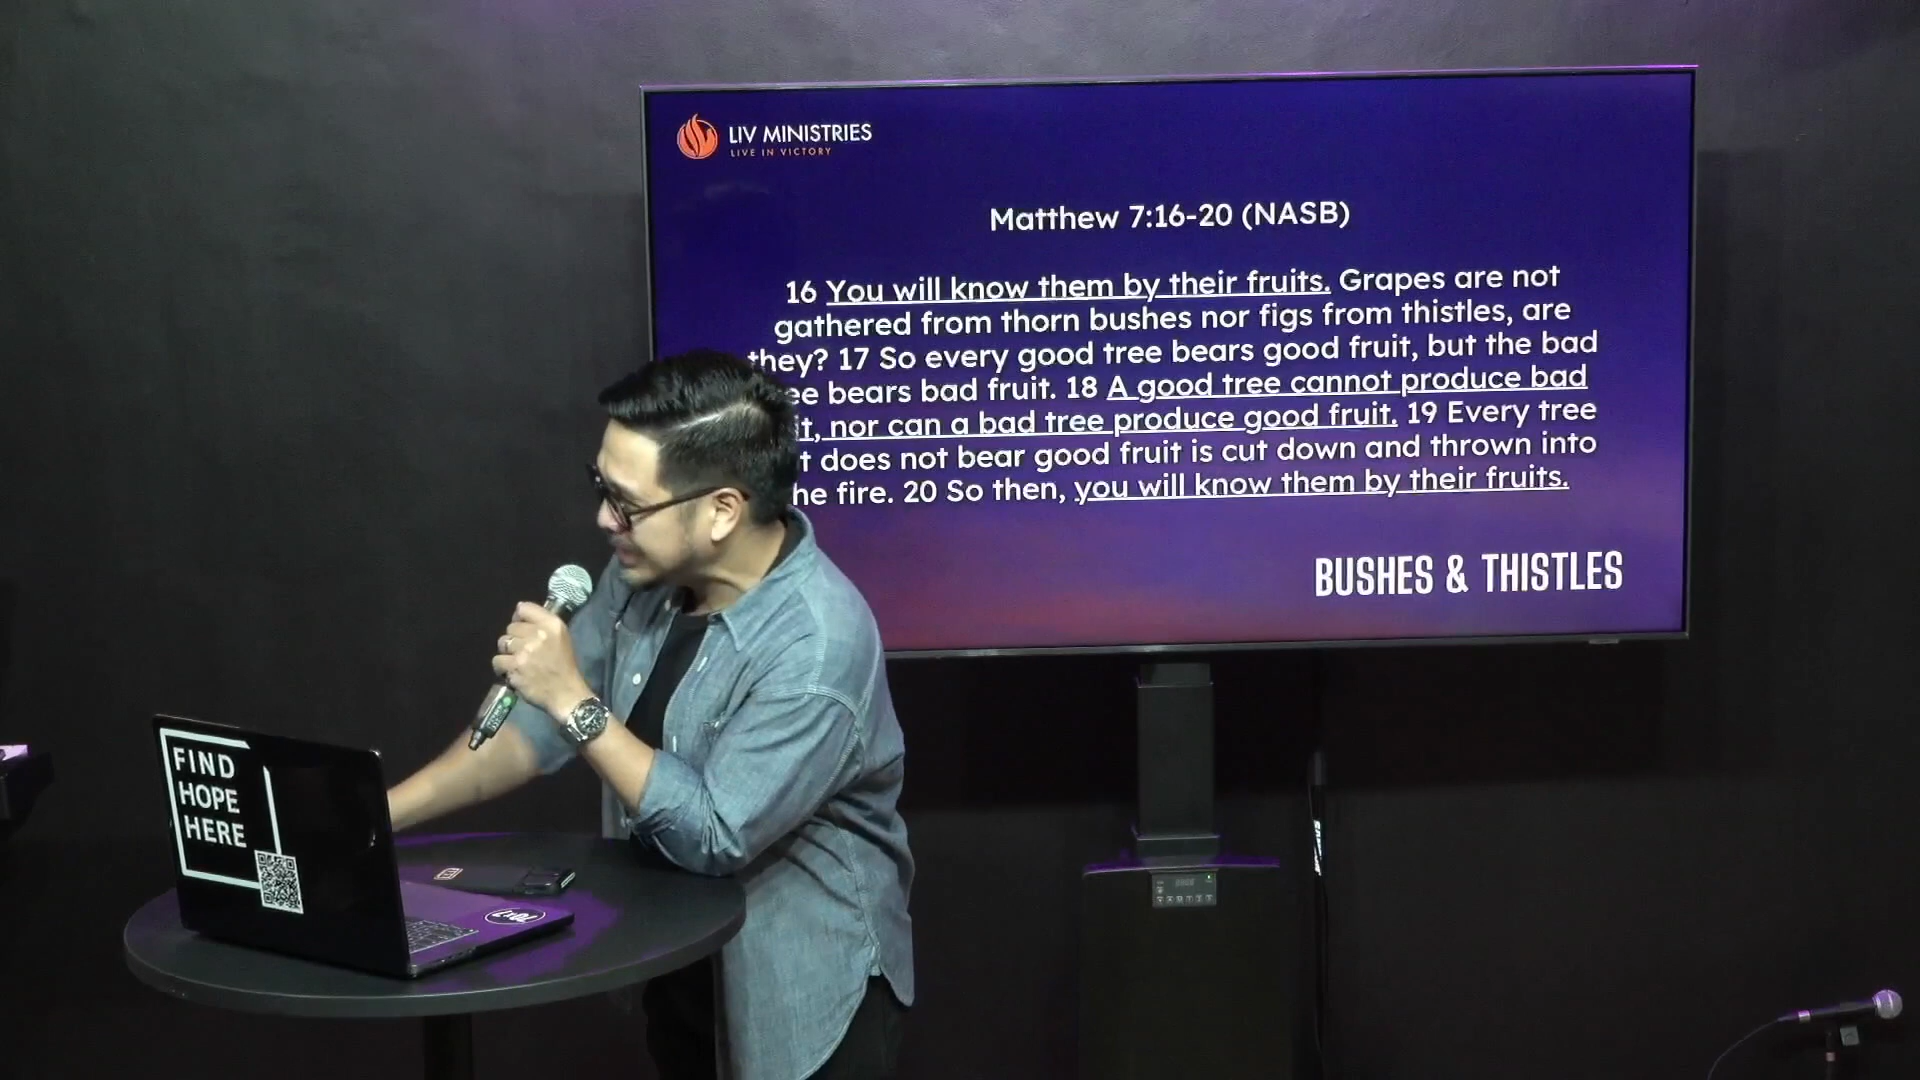 LIV MINISTRIES
LIVE IN VICTORY
Matthew 7:16-20 (NASB)
16 You will know them by their fruits. Grapes are not
gathered from thorn bushes nor figs from thistles, are
they? 17 So every good tree bears good fruit, but the bad
ee bears bad fruit. 18 A good tree cannot produce bad
it, nor can a bad tree produce good fruit. 19 Every tree
t does not bear good fruit is cut down and thrown into
he fire. 20 So then, you will know them by their fruits.
BUSHES & THISTLES
FIND
HOPE
HERE